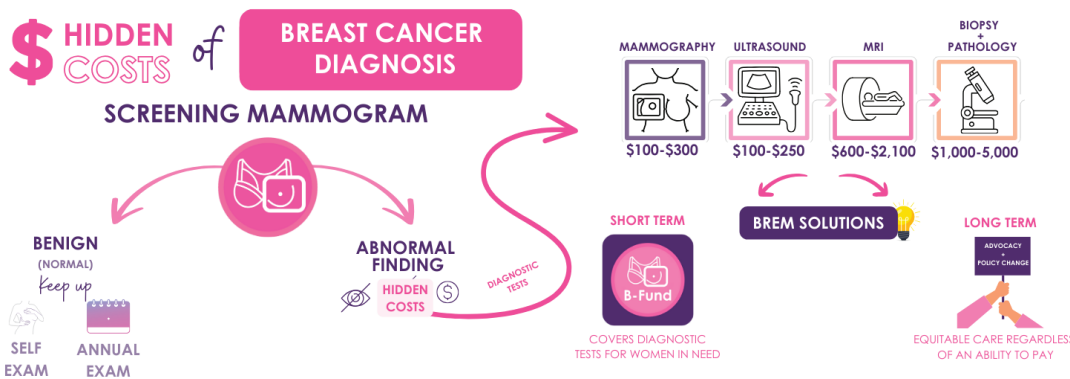 $ HIDDEN
COSTS
of
BREAST CANCER
DIAGNOSIS
SCREENING MAMMOGRAM
BENIGN
(NORMAL)
Keep up
SELF
EXAM
ANNUAL
EXAM
ABNORMAL
FINDING
HIDDEN
COSTS
$
DIAGNOSTIC
TESTS
MAMMOGRAPHY
$100-$300
ULTRASOUND
$100-$250
MRI
$600-$2,100
BIOPSY
+
PATHOLOGY
$1,000-5,000
BREM SOLUTIONS
SHORT TERM
B-Fund
COVERS DIAGNOSTIC
TESTS FOR WOMEN IN NEED
LONG TERM
ADVOCACY
+
POLICY CHANGE
EQUITABLE CARE REGARDLESS
OF AN ABILITY TO PAY